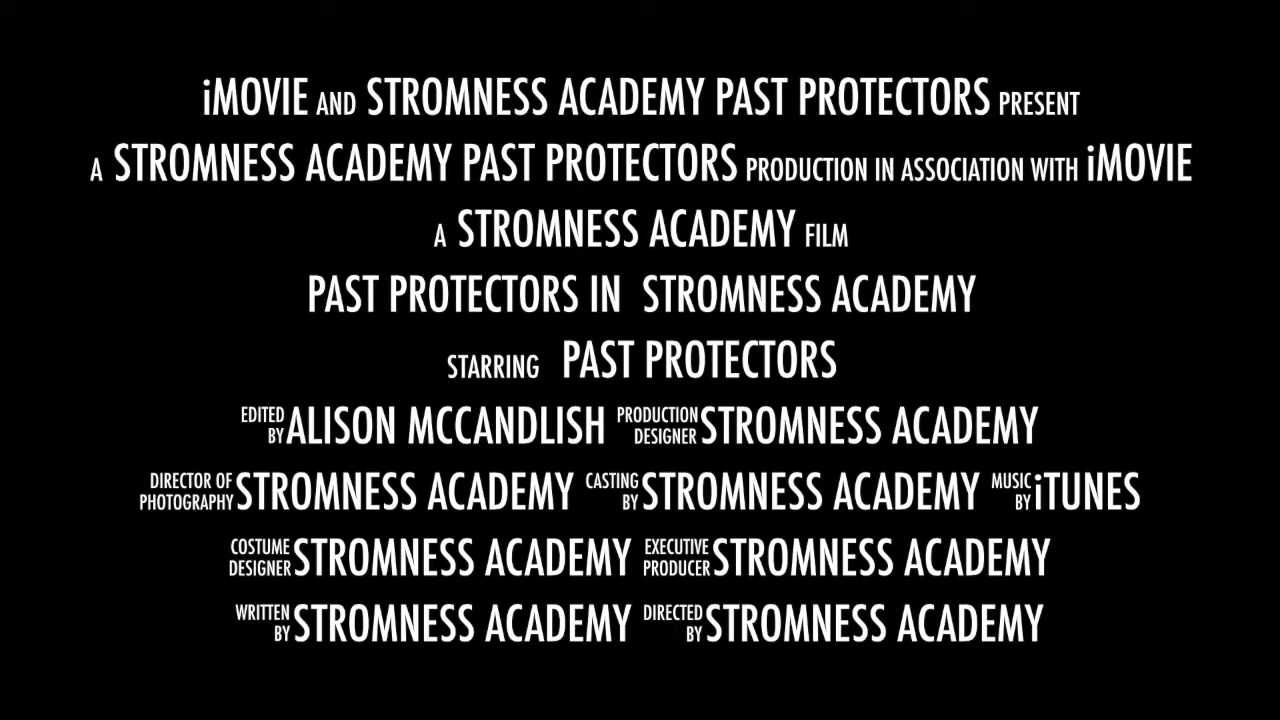 iMOVIE AND STROMNESS ACADEMY PAST PROTECTORS PRESENT
A STROMNESS ACADEMY PAST PROTECTORS PRODUCTION IN ASSOCIATION WITH iMOVIE
A STROMNESS ACADEMY FILM
PAST PROTECTORS IN STROMNESS ACADEMY
STARRING PAST PROTECTORS
EDITED BY ALISON MCCANDLISH PRODUCTION DESIGNER STROMNESS ACADEMY
DIRECTOR OF PHOTOGRAPHY STROMNESS ACADEMY CASTING BY STROMNESS ACADEMY MUSIC BY iTUNES
COSTUME DESIGNER STROMNESS ACADEMY EXECUTIVE PRODUCER STROMNESS ACADEMY
WRITTEN BY STROMNESS ACADEMY DIRECTED BY STROMNESS ACADEMY